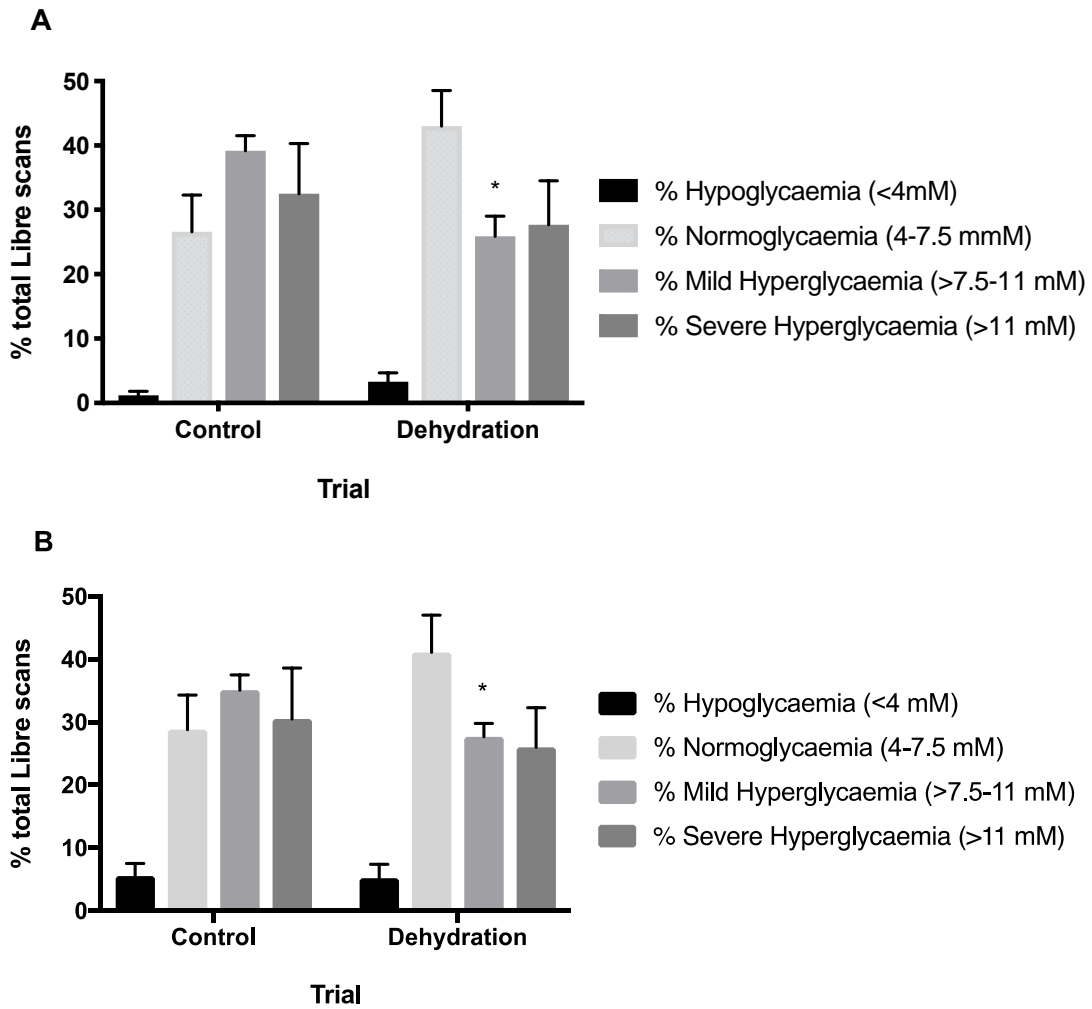 A
50
40
30
20
10
0
% total Libre scans
*
Control
Dehydration
Trial
% Hypoglycaemia (<4mM)
% Normoglycaemia (4-7.5 mmM)
% Mild Hyperglycaemia (>7.5-11 mM)
% Severe Hyperglycaemia (>11 mM)
B
50
40
30
20
10
0
% total Libre scans
*
Control
Dehydration
Trial
% Hypoglycaemia (<4 mM)
% Normoglycaemia (4-7.5 mM)
% Mild Hyperglycaemia (>7.5-11 mM)
% Severe Hyperglycaemia (>11 mM)